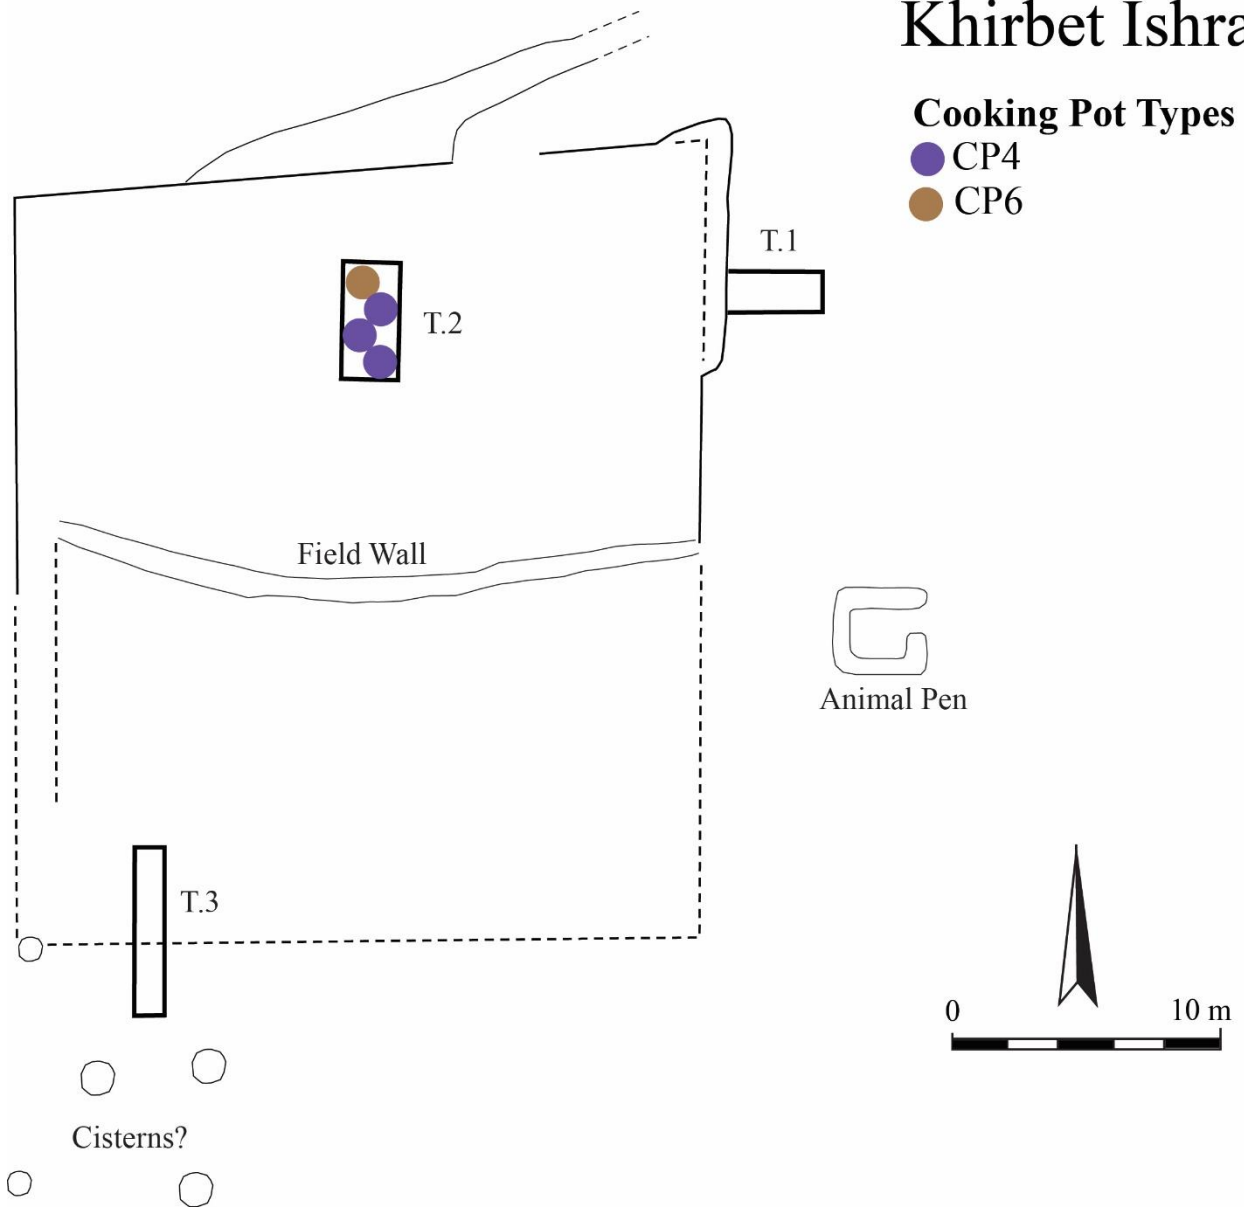 Khirbet Ishra
Cooking Pot Types
CP4
CP6
T.1
T.2
Field Wall
Animal Pen
T.3
0 10 m
Cisterns?